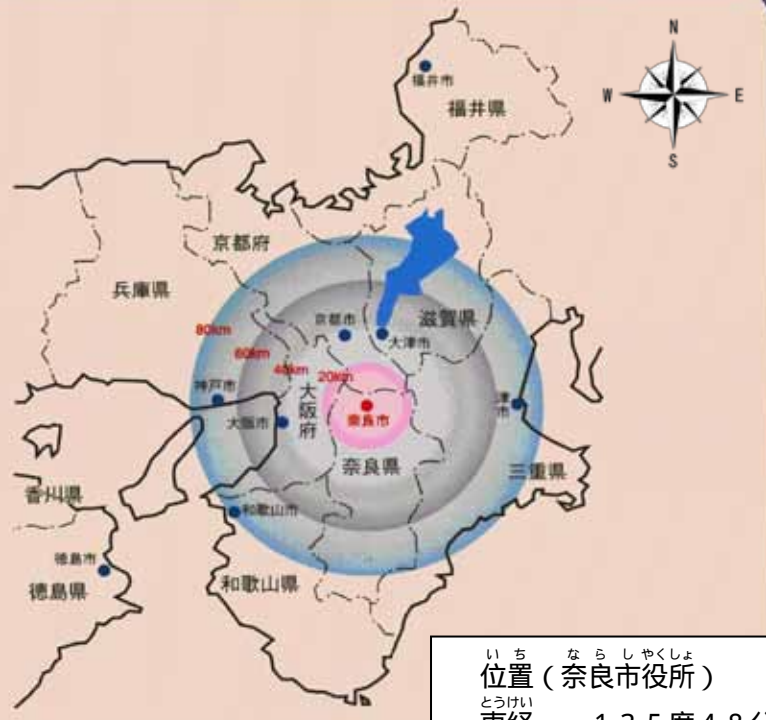 N
福井市
福井県
W
E
S
京都府
兵庫県
京都市
滋賀県
大津市
80km
60km
40km
20km
神戸市
大阪府
津市
奈良市
大阪市
奈良県
三重県
香川県
和歌山市
徳島市
徳島県
和歌山県
いち ならしやくしょ
位置(奈良市役所)
とうけい